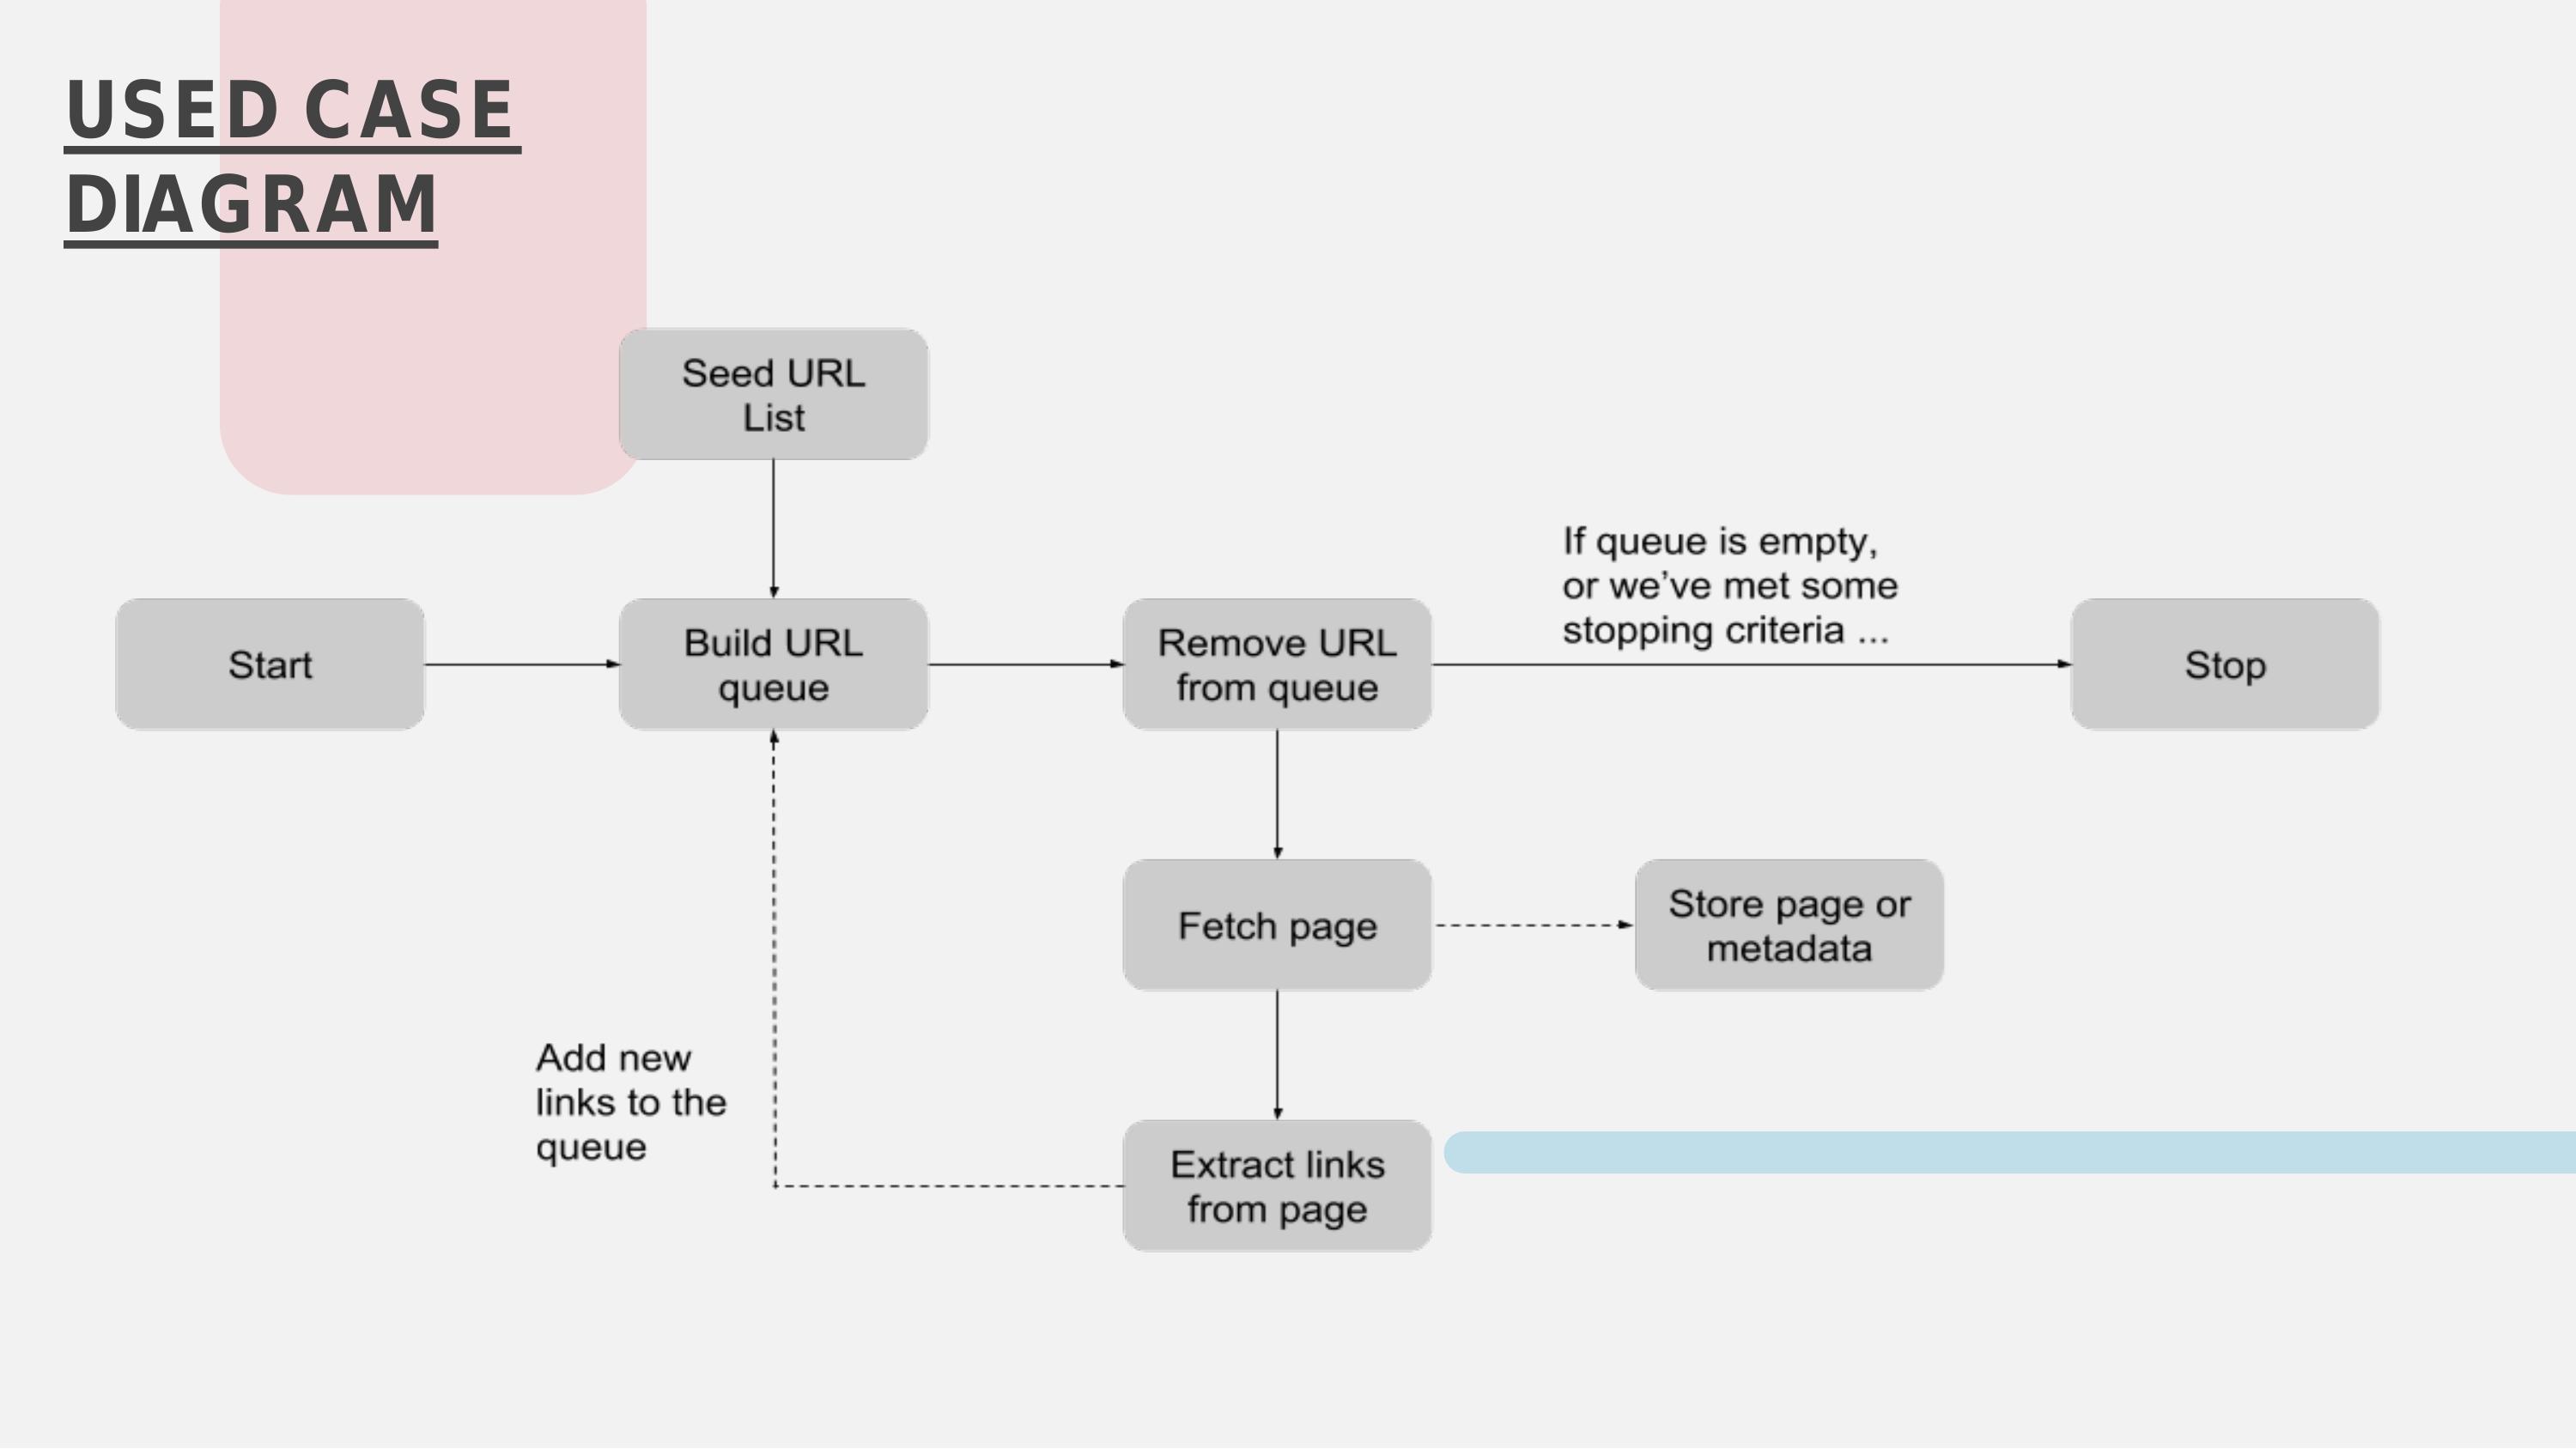 USED CASE
DIAGRAM
Seed URL
List
If queue is empty,
or we’ve met some
stopping criteria ...
Start
Build URL
queue
Remove URL
from queue
Stop
Fetch page
Store page or
metadata
Add new
links to the
queue
Extract links
from page